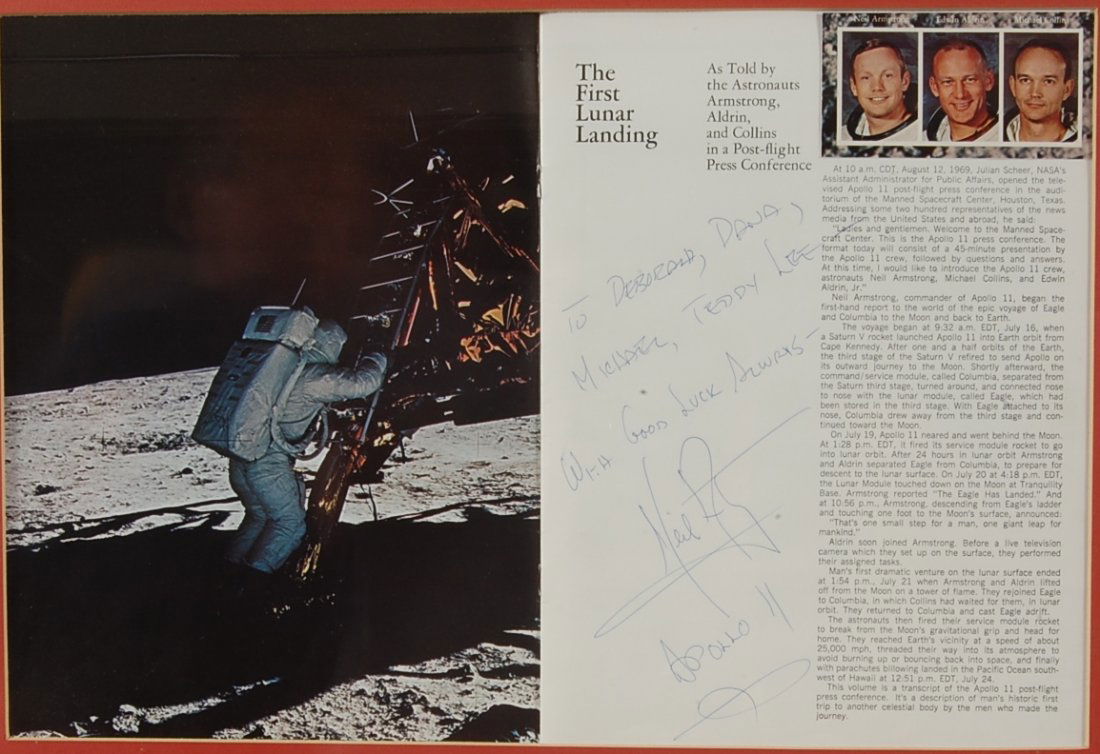 The
First
Lunar
Landing
As Told by
the Astronauts
Armstrong,
Aldrin,
and Collins
in a Post-flight
Press Conference
Neil Armstrong Edwin Aldrin Michael Collins
TO DEBORAH, DANA,
MICHAEL, TEDDY LEE
WITH GOOD LUCK ALWAYS-
Neil
APOLLO 11
At 10 a.m. CDT, August 12, 1969, Julian Scheer, NASA's
Assistant Administrator for Public Affairs, opened the tele-
vised Apollo 11 post-flight press conference in the audi-
torium of the Manned Spacecraft Center, Houston, Texas.
Addressing some two hundred representatives of the news
media from the United States and abroad, he said:
"Ladies and gentlemen. Welcome to the Manned Space-
craft Center. This is the Apollo 11 press conference. The
format today will consist of a 45-minute presentation by
the Apollo 11 crew, followed by questions and answers.
At this time, I would like to introduce the Apollo 11 crew,
astronauts Neil Armstrong, Michael Collins, and Edwin
Aldrin, Jr."
Neil Armstrong, commander of Apollo 11, began the
first-hand report to the world of the epic voyage of Eagle
and Columbia to the Moon and back to Earth.
The voyage began at 9:32 a.m. EDT, July 16, when
a Saturn V rocket launched Apollo 11 into Earth orbit from
Cape Kennedy. After one and a half orbits of the Earth,
the third stage of the Saturn V refired to send Apollo on
its outward journey to the Moon. Shortly afterward, the
command/service module, called Columbia, separated from
the Saturn third stage, turned around, and connected nose
to nose with the lunar module, called Eagle, which had
been stored in the third stage. With Eagle attached to its
nose, Columbia drew away from the third stage and con-
tinued toward the Moon.
On July 19, Apollo 11 neared and went behind the Moon.
At 1:28 p.m. EDT, it fired its service module rocket to go
into lunar orbit. After 24 hours in lunar orbit Armstrong
and Aldrin separated Eagle from Columbia, to prepare for
descent to the lunar surface. On July 20 at 4:18 p.m. EDT,
the Lunar Module touched down on the Moon at Tranquility
Base. Armstrong reported "The Eagle Has Landed." And
at 10:56 p.m., Armstrong, descending from Eagle's ladder
and touching one foot to the Moon's surface, announced:
"That's one small step for a man, one giant leap for
mankind."
Aldrin soon joined Armstrong. Before a live television
camera which they set up on the surface, they performed
their assigned tasks.
Man's first dramatic venture on the lunar surface ended
at 1:54 p.m., July 21 when Armstrong and Aldrin lifted
off from the Moon on a tower of flame. They rejoined Eagle
to Columbia, in which Collins had waited for them, in lunar
orbit. They returned to Columbia and cast Eagle adrift.
The astronauts then fired their service module rocket
to break from the Moon's gravitational grip and head for
home. They reached Earth's vicinity at a speed of about
25,000 mph, threaded their way into its atmosphere to
avoid burning up or bouncing back into space, and finally
with parachutes billowing landed in the Pacific Ocean south-
west of Hawaii at 12:51 p.m. EDT, July 24.
This volume is a transcript of the Apollo 11 post-flight
press conference. It's a description of man's historic first
trip to another celestial body by the men who made the
journey.